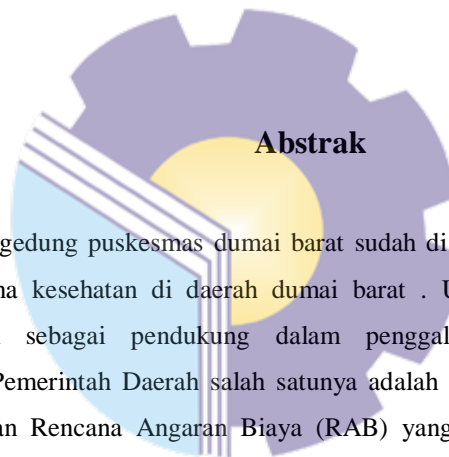 Abstrak
gedung puskesmas dumai barat sudah di
na kesehatan di daerah dumai barat . U
sebagai pendukung dalam penggal
Pemerintah Daerah salah satunya adalah
an Rencana Angaran Biaya (RAB) yang